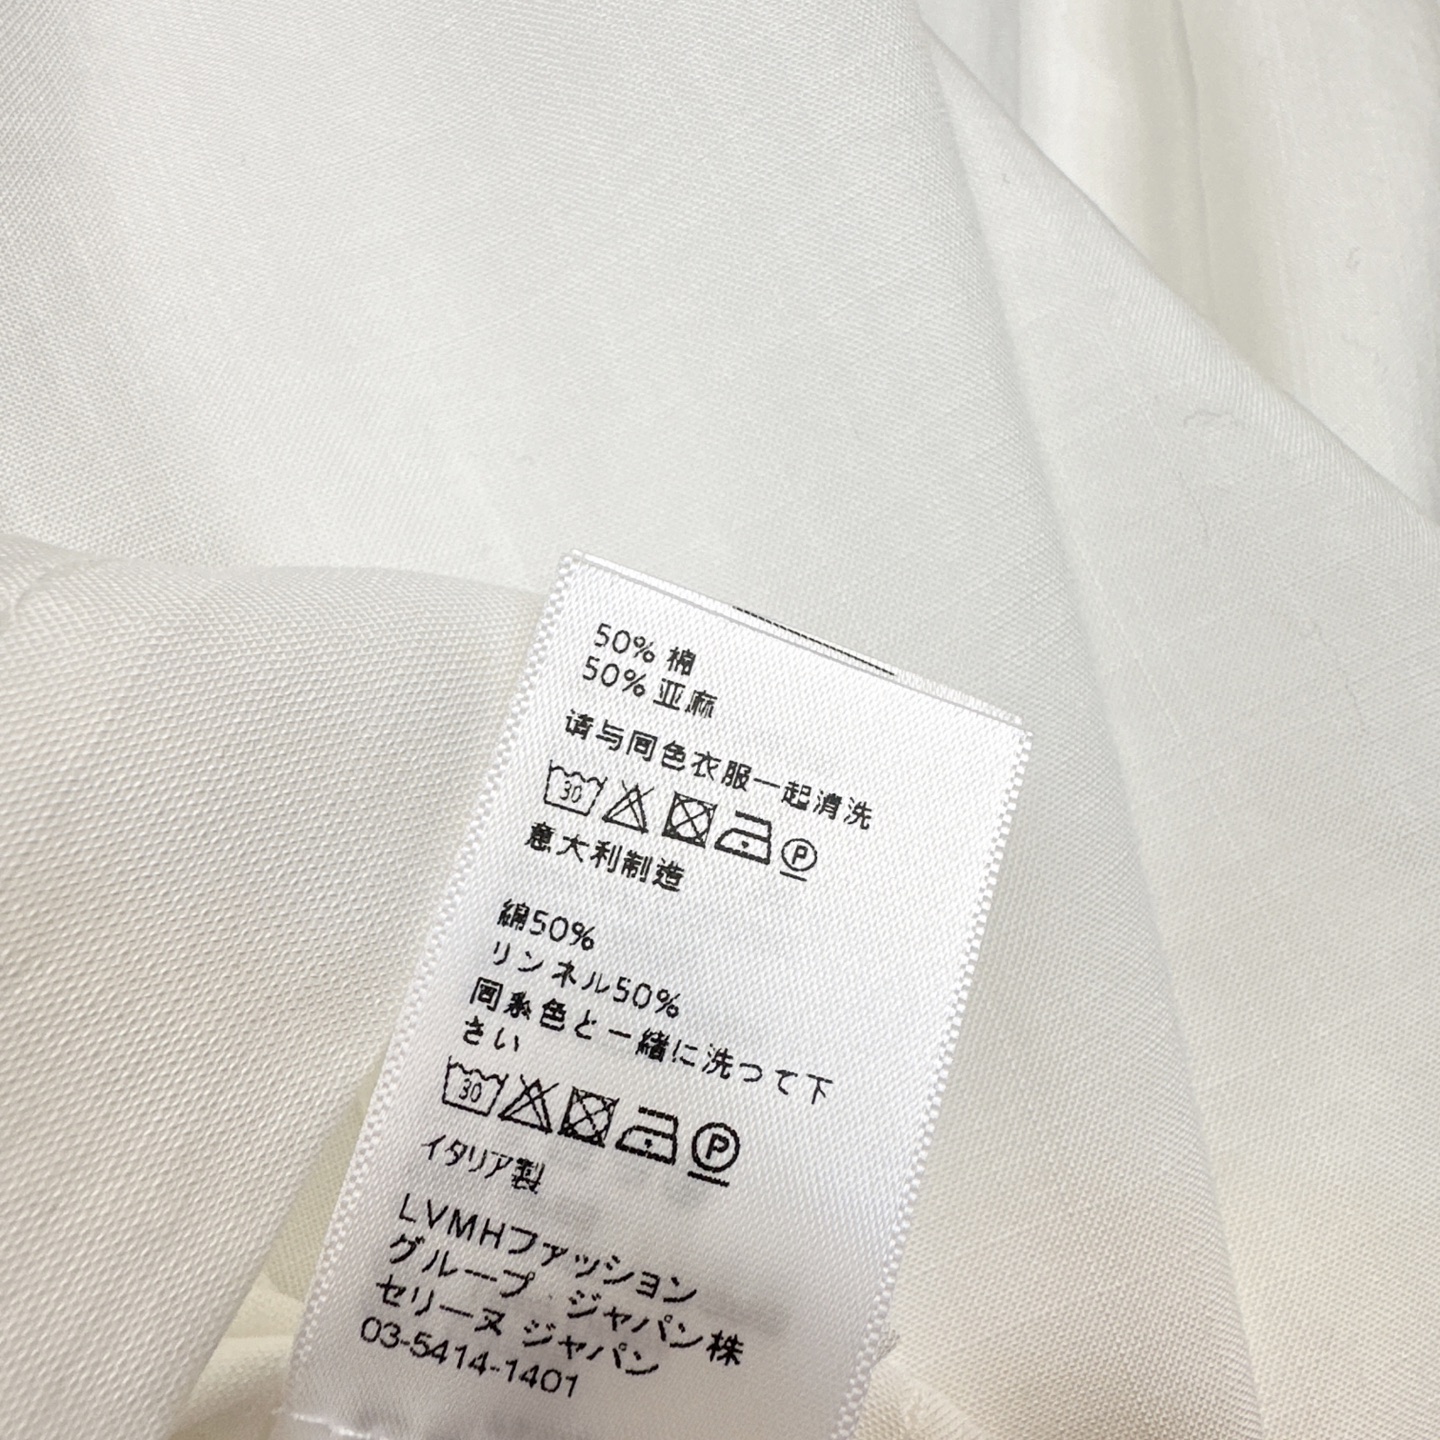 50% 棉
50% 亚麻
请与同色衣服一起清洗
30 P
意大利制造
綿50%
リンネル50%
同系色と一緒に洗って下
さい
30 P
イタリア製
LVMHファッション
グループ ジャパン株
セリーヌ ジャパン
03-5414-1401